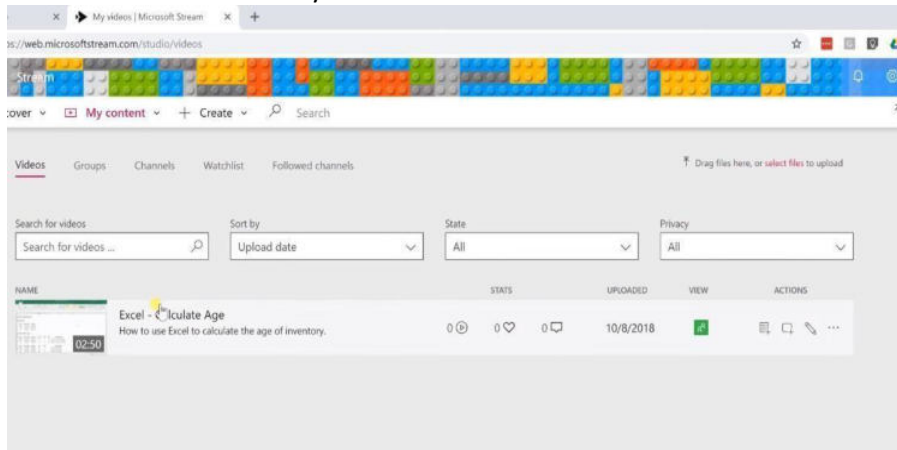 My videos | Microsoft Stream
os://web.microsoftstream.com/studio/videos
Stream
cover My content + Create Search
Videos Groups Channels Watchlist Followed channels Drag files here, or select files to upload
Search for videos Sort by State Privacy
Search for videos ... Upload date All All
NAME STATS UPLOADED VIEW ACTIONS
Excel - Calculate Age
How to use Excel to calculate the age of inventory.
02:50 0 0 0 10/8/2018